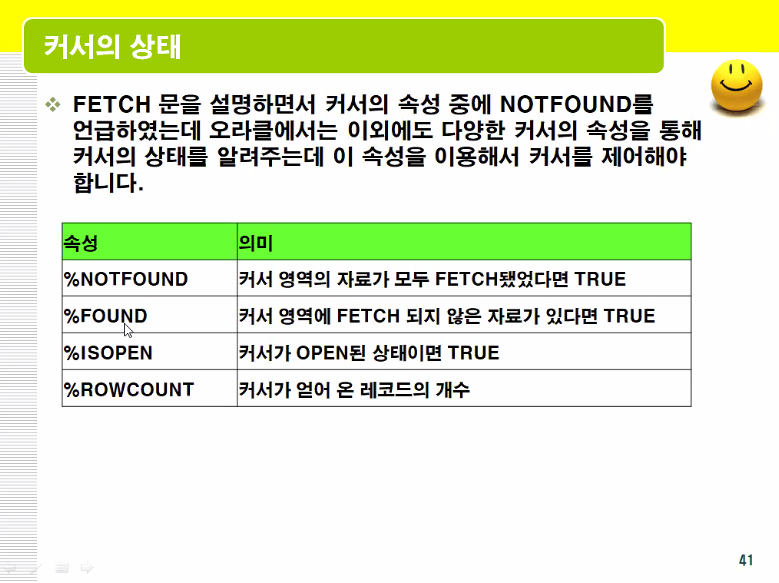 커서의 상태
FETCH 문을 설명하면서 커서의 속성 중에 NOTFOUND를
언급하였는데 오라클에서는 이외에도 다양한 커서의 속성을 통해
커서의 상태를 알려주는데 이 속성을 이용해서 커서를 제어해야
합니다.
속성 의미
%NOTFOUND 커서 영역의 자료가 모두 FETCH됐었다면 TRUE
%FOUND 커서 영역에 FETCH 되지 않은 자료가 있다면 TRUE
%ISOPEN 커서가 OPEN된 상태이면 TRUE
%ROWCOUNT 커서가 얻어 온 레코드의 개수
41